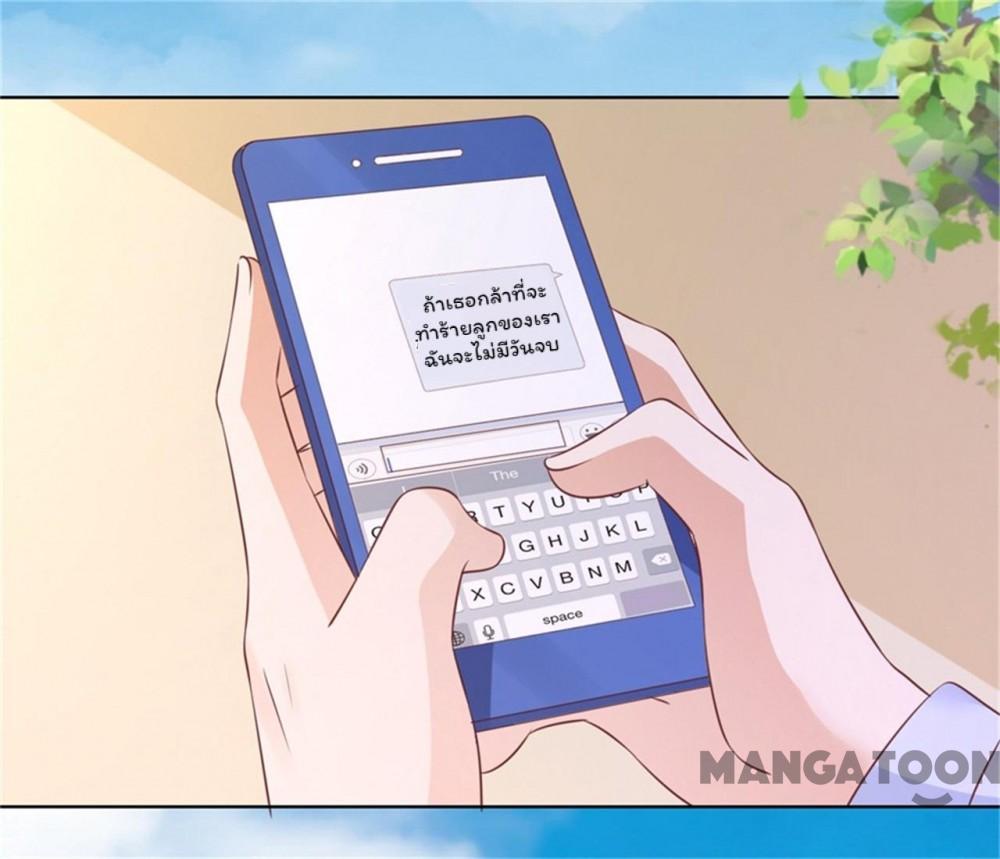 ถ้าเธอกล้าที่จะ
ทำร้ายลูกของเรา
ฉันจะไม่มีวันจบ
The
T Y U
G H J K L
X C V B N M
space
MANGATOON